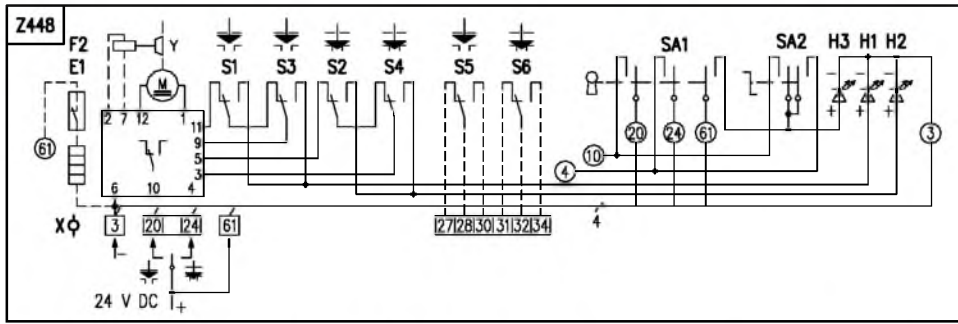 Z448
F2 Y S1 S3 S2 S4 S5 S6 SA1 SA2 H3 H1 H2
E1
M
2 7 12 1
11
9
5
3
61
20 24 61
10
4
3
- - -
+ + +
6 10 4
X 3 20 24 61
27 28 30 31 32 34
4
-
24 V DC +